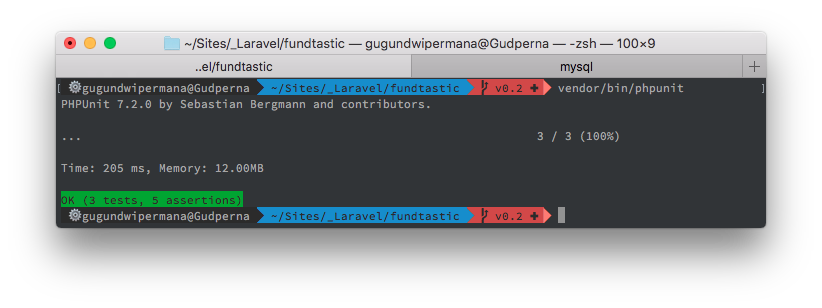 ~/Sites/_Laravel/fundtastic — gugundwipermana@Gudperna — -zsh — 100×9
..el/fundtastic mysql +
[ gugundwipermana@Gudperna ~/Sites/_Laravel/fundtastic v0.2 + vendor/bin/phpunit ]
PHPUnit 7.2.0 by Sebastian Bergmann and contributors.
... 3 / 3 (100%)
Time: 205 ms, Memory: 12.00MB
OK (3 tests, 5 assertions)
gugundwipermana@Gudperna ~/Sites/_Laravel/fundtastic v0.2 +